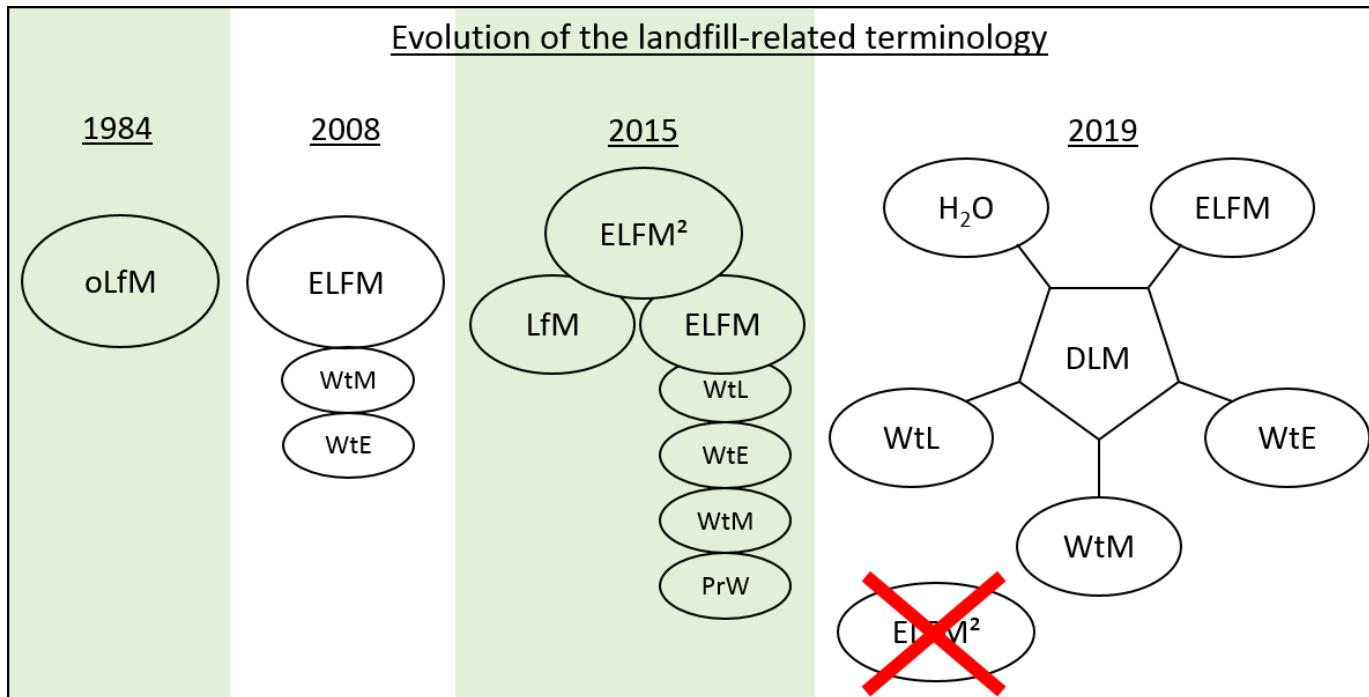 Evolution of the landfill-related terminology
1984
2008
2015
2019
oLfM
ELFM
WtM
WtE
ELFM²
LfM
ELFM
WtL
WtE
WtM
PrW
H₂O
ELFM
DLM
WtL
WtE
WtM
ELFM²